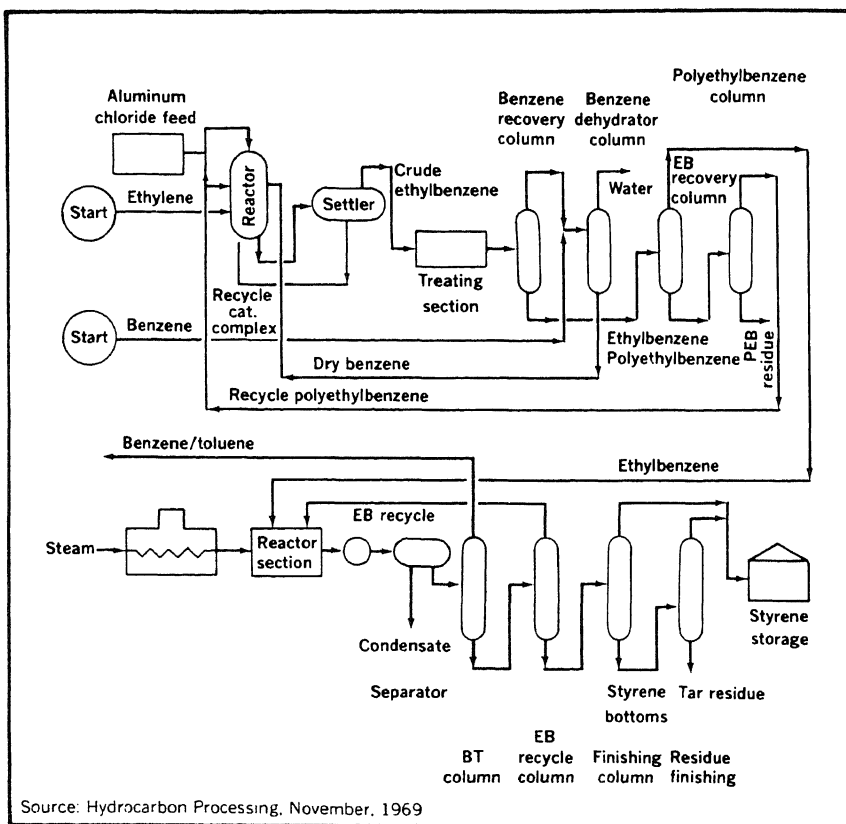 Polyethylbenzene
column
Aluminum
chloride feed
Benzene
recovery
column
Benzene
dehydrator
column
EB
recovery
column
Crude
ethylbenzene
Water
Start
Ethylene
Reactor
Settler
Treating
section
Recycle
cat.
complex
Start
Benzene
Ethylbenzene
Polyethylbenzene
PEB
residue
Dry benzene
Recycle polyethylbenzene
Benzene/toluene
Ethylbenzene
EB recycle
Steam
Reactor
section
Styrene
storage
Condensate
Separator
Styrene
bottoms
Tar residue
BT
column
EB
recycle
column
Finishing
column
Residue
finishing
Source: Hydrocarbon Processing, November, 1969